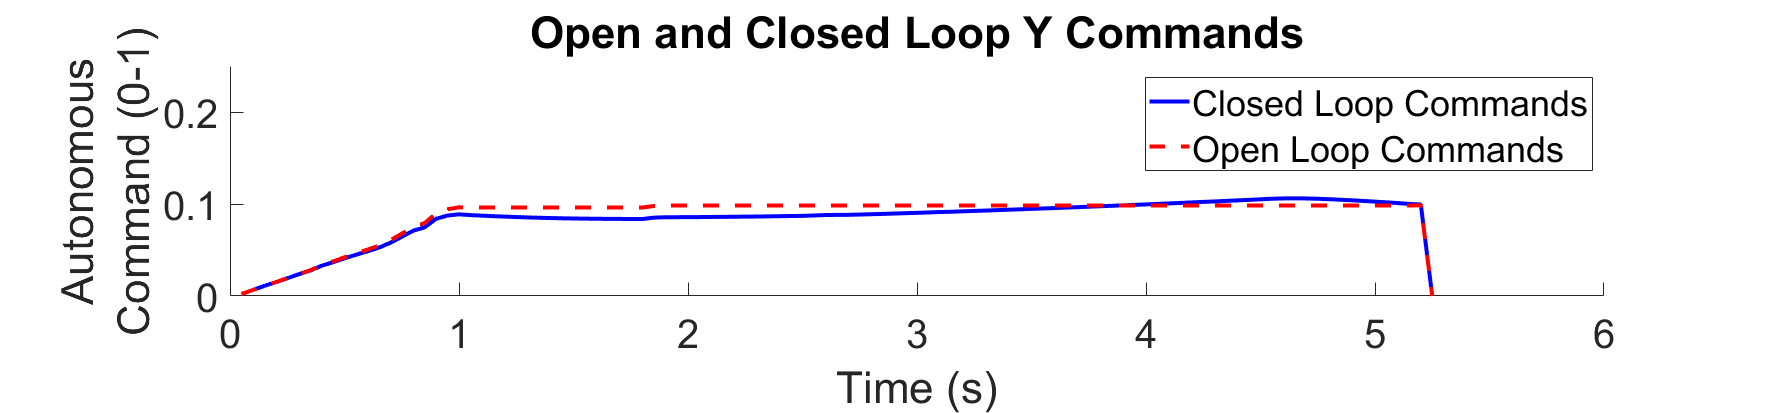 Open and Closed Loop Y Commands
Autonomous
Command (0-1)
0.2
0.1
0
Closed Loop Commands
Open Loop Commands
0 1 2 3 4 5 6
Time (s)